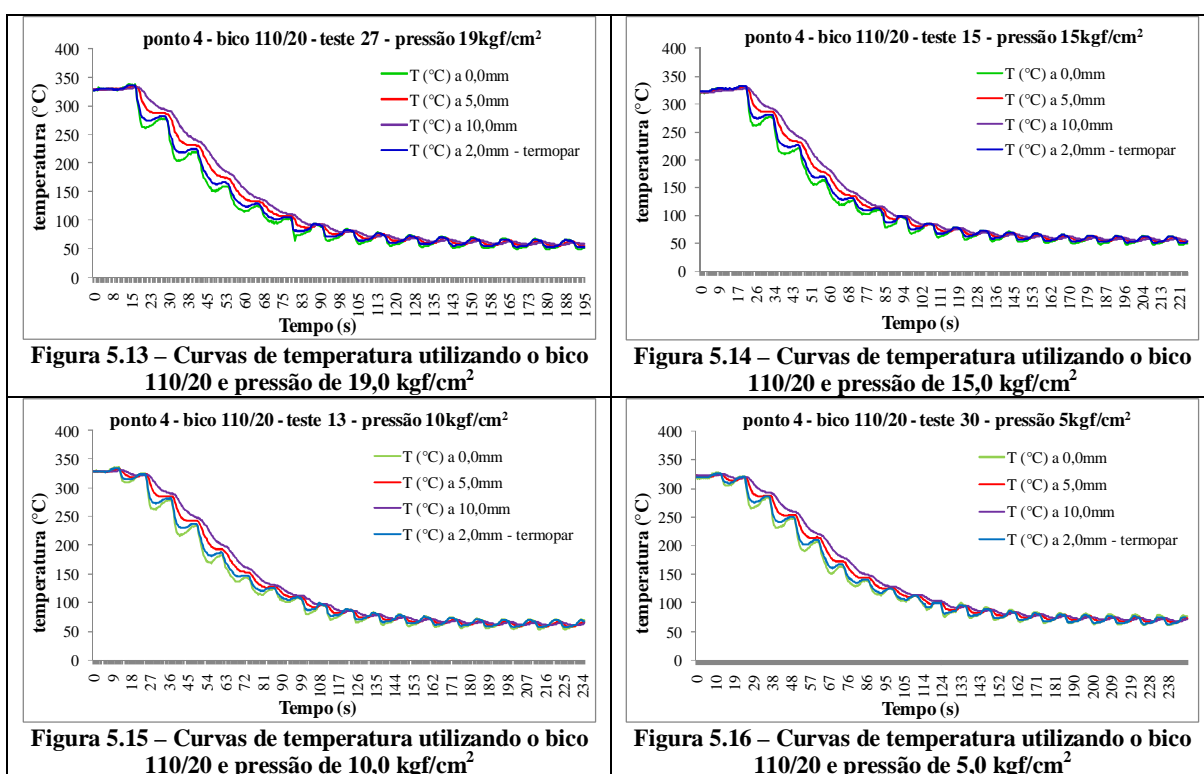 ponto 4 - bico 110/20 - teste 27 - pressão 19kgf/cm²
400
350
300
250
200
150
100
50
0
temperatura (°C)
T (°C) a 0,0mm
T (°C) a 5,0mm
T (°C) a 10,0mm
T (°C) a 2,0mm - termopar
0 8 15 23 30 38 45 53 60 68 75 83 90 98 105 113 120 128 135 143 150 158 165 173 180 188 195
Tempo (s)
Figura 5.13 – Curvas de temperatura utilizando o bico
110/20 e pressão de 19,0 kgf/cm²
ponto 4 - bico 110/20 - teste 15 - pressão 15kgf/cm²
400
350
300
250
200
150
100
50
0
temperatura (°C)
T (°C) a 0,0mm
T (°C) a 5,0mm
T (°C) a 10,0mm
T (°C) a 2,0mm - termopar
0 9 17 26 34 43 51 61 68 77 85 94 102 111 119 128 136 145 153 162 170 179 187 196 204 213 221
Tempo (s)
Figura 5.14 – Curvas de temperatura utilizando o bico
110/20 e pressão de 15,0 kgf/cm²
ponto 4 - bico 110/20 - teste 13 - pressão 10kgf/cm²
400
350
300
250
200
150
100
50
0
temperatura (°C)
T (°C) a 0,0mm
T (°C) a 5,0mm
T (°C) a 10,0mm
T (°C) a 2,0mm - termopar
0 9 18 27 36 45 54 63 72 81 90 99 108 117 126 135 144 153 162 171 180 189 198 207 216 225 234
Tempo (s)
Figura 5.15 – Curvas de temperatura utilizando o bico
110/20 e pressão de 10,0 kgf/cm²
ponto 4 - bico 110/20 - teste 30 - pressão 5kgf/cm²
400
350
300
250
200
150
100
50
0
temperatura (°C)
T (°C) a 0,0mm
T (°C) a 5,0mm
T (°C) a 10,0mm
T (°C) a 2,0mm - termopar
0 10 19 29 38 48 57 67 76 86 95 105 114 124 133 143 152 162 171 181 190 200 209 219 228 238
Tempo (s)
Figura 5.16 – Curvas de temperatura utilizando o bico
110/20 e pressão de 5,0 kgf/cm²